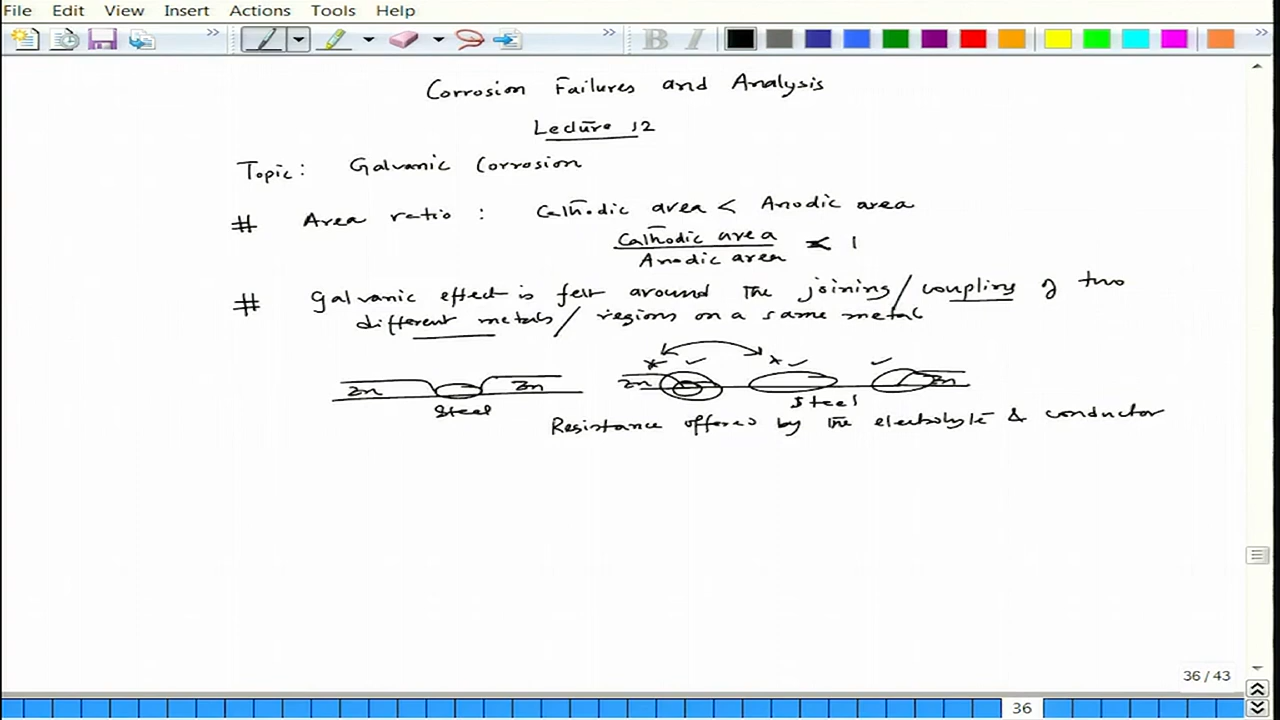 File Edit View Insert Actions Tools Help
B I
Corrosion Failures and Analysis
Lecture 12
Topic: Galvanic Corrosion
# Area ratio : Cathodic area < Anodic area
Cathodic area / Anodic area < 1
# Galvanic effect is felt around the joining/coupling of two
different metals/regions on a same metal
Zn Zn Zn Zn
Steel Steel
Resistance offered by the electrolyte & conductor
36 / 43
36